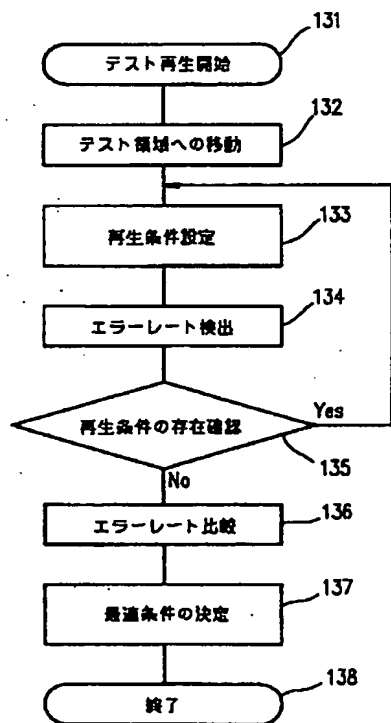 131
テスト再生開始
132
テスト領域への移動
133
再生条件設定
134
エラーレート検出
再生条件の存在確認
Yes
135
No
136
エラーレート比較
137
最適条件の決定
138
終了